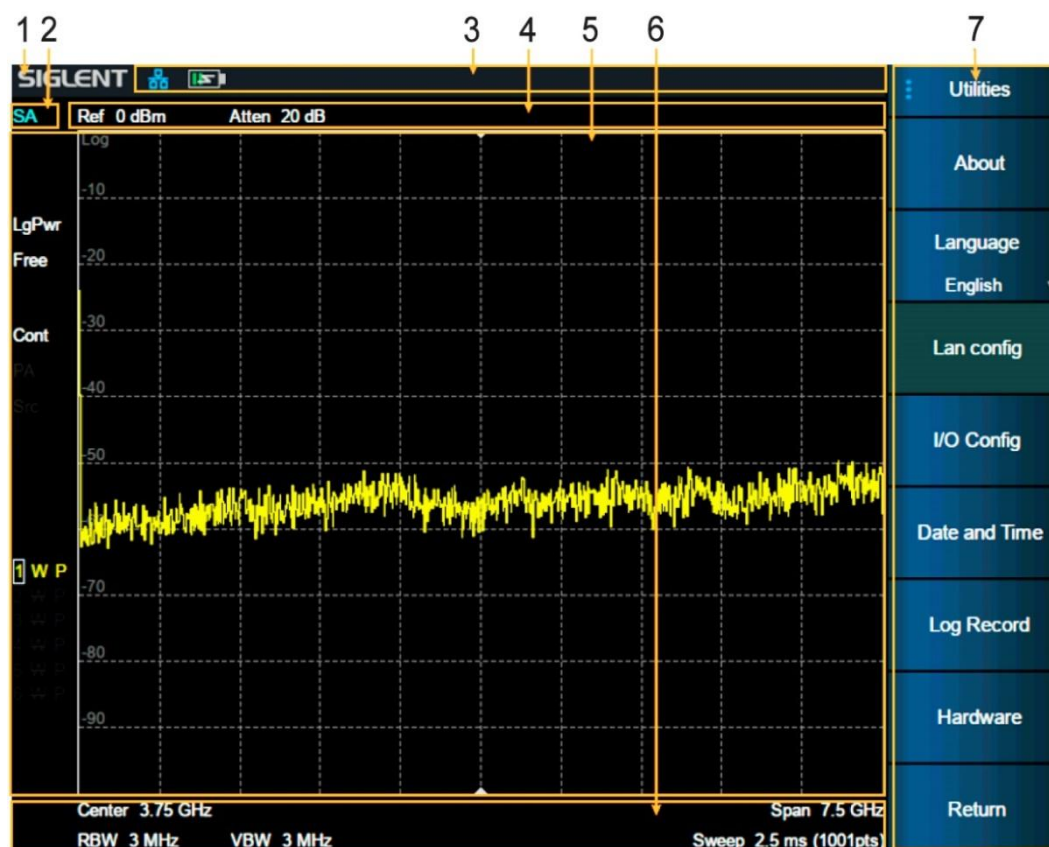 1 2 3 4 5 6 7
SIGLENT
Utilities
SA Ref 0 dBm Atten 20 dB
Log
About
-10
LgPwr
Language
Free
-20
English
-30
Cont
Lan config
PA
-40
Src
I/O Config
-50
Date and Time
1 W P
-70
Log Record
-80
Hardware
-90
Center 3.75 GHz Span 7.5 GHz
Return
RBW 3 MHz VBW 3 MHz Sweep 2.5 ms (1001pts)